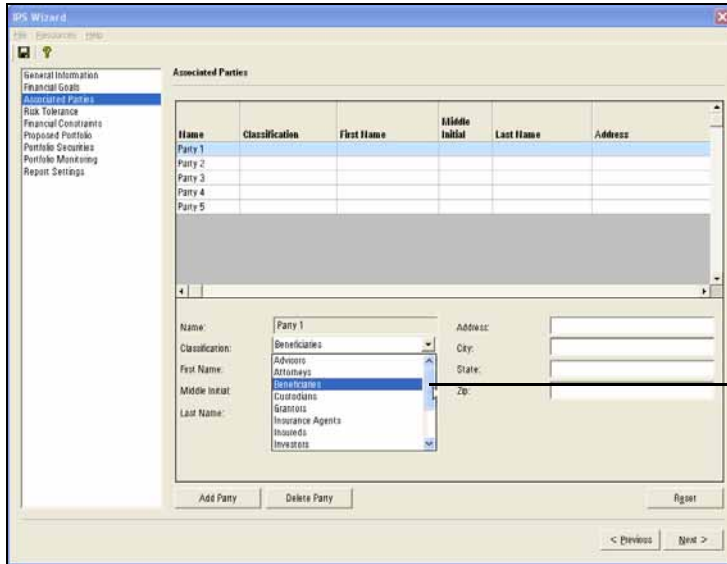 IPS Wizard
File Resources Help
General Information
Financial Goals
Associated Parties
Risk Tolerance
Financial Constraints
Proposed Portfolio
Portfolio Securities
Portfolio Monitoring
Report Settings
Associated Parties
Name Classification First Name Middle Initial Last Name Address
Party 1
Party 2
Party 3
Party 4
Party 5
Name: Party 1 Address:
Classification: Beneficiaries City:
First Name: State:
Middle Initial: Zip:
Last Name:
Advisors
Attorneys
Beneficiaries
Custodians
Grantors
Insurance Agents
Insureds
Investors
Add Party Delete Party Reset
< Previous Next >